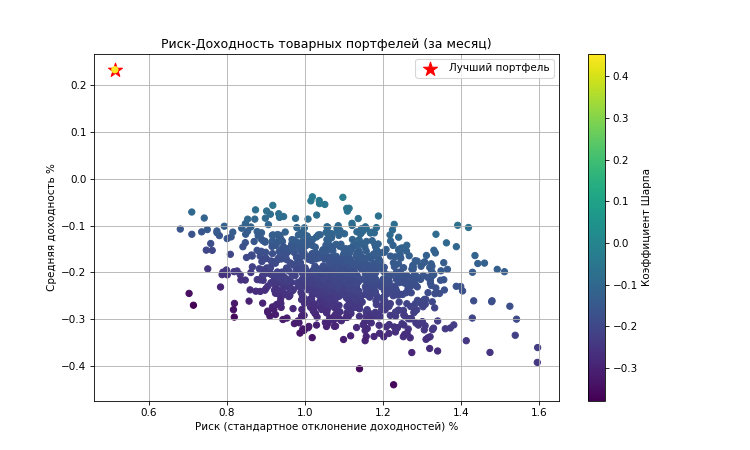 Риск-Доходность товарных портфелей (за месяц)
Лучший портфель
Средняя доходность %
0.2
0.1
0.0
−0.1
−0.2
−0.3
−0.4
0.6 0.8 1.0 1.2 1.4 1.6
Риск (стандартное отклонение доходностей) %
0.4
0.3
0.2
0.1
0.0
−0.1
−0.2
−0.3
Коэффициент Шарпа